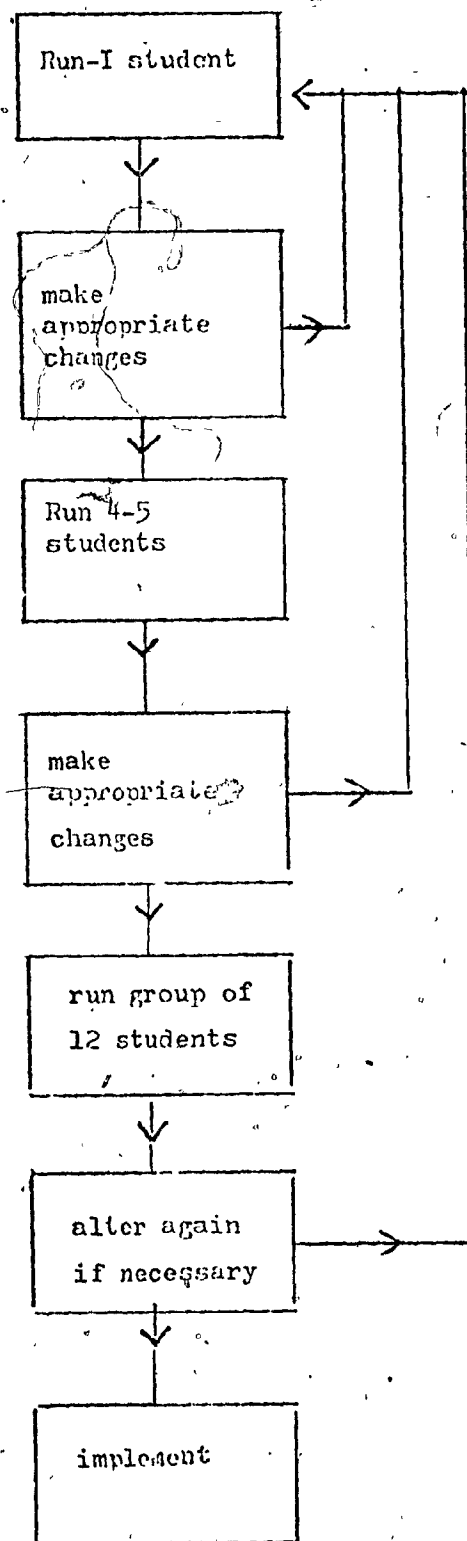 Run-I student
make
appropriate
changes
Run 4-5
students
make
appropriate
changes
run group of
12 students
alter again
if necessary
implement